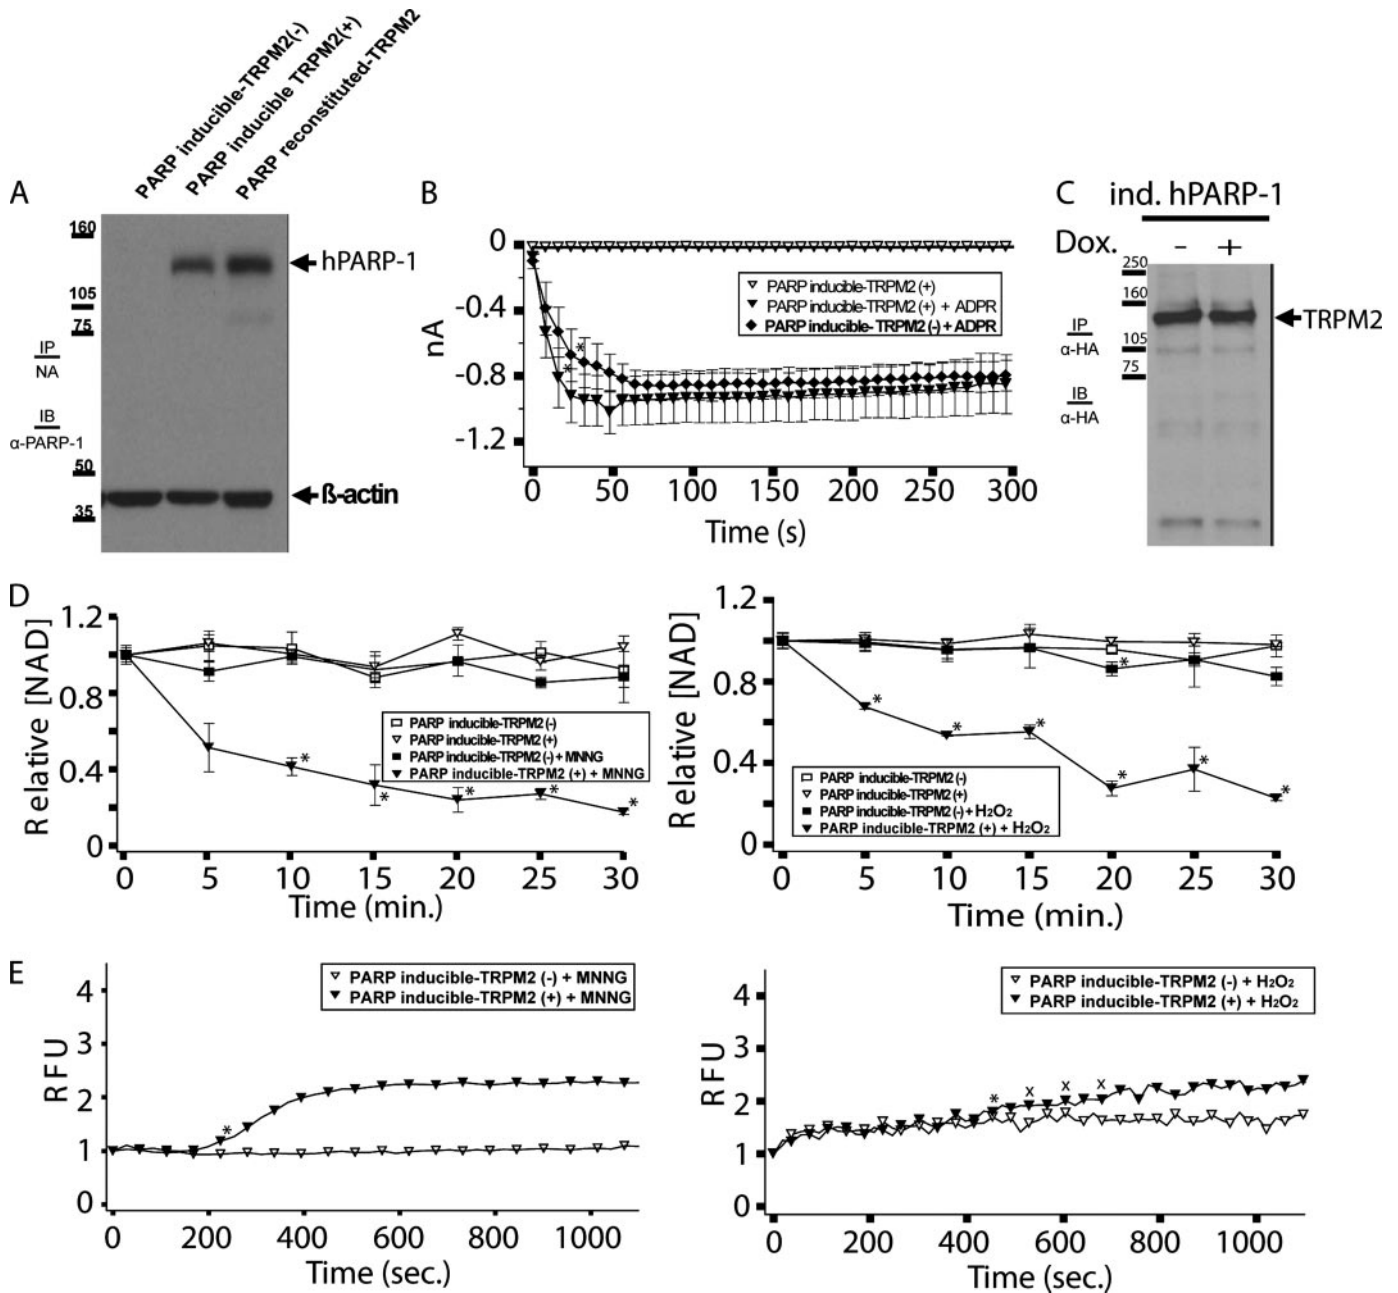 PARP inducible-TRPM2(-)
PARP inducible TRPM2(+)
PARP reconstituted-TRPM2
A
160
105
75
50
35
IP
NA
IB
α-PARP-1
hPARP-1
ß-actin
B
0
-0.4
-0.8
-1.2
nA
PARP inducible-TRPM2 (+)
PARP inducible-TRPM2 (+) + ADPR
PARP inducible- TRPM2 (-) + ADPR
*
*
0 50 100 150 200 250 300
Time (s)
C
ind. hPARP-1
Dox. - +
250
160
105
75
IP
α-HA
IB
α-HA
TRPM2
D
Relative [NAD]
1.2
0.8
0.4
0
PARP inducible-TRPM2 (-)
PARP inducible-TRPM2 (+)
PARP inducible-TRPM2 (-) + MNNG
PARP inducible-TRPM2 (+) + MNNG
* * * * *
0 5 10 15 20 25 30
Time (min.)
Relative [NAD]
1.2
0.8
0.4
0
PARP inducible-TRPM2 (-)
PARP inducible-TRPM2 (+)
PARP inducible-TRPM2 (-) + H2O2
PARP inducible-TRPM2 (+) + H2O2
*
* * * * * *
0 5 10 15 20 25 30
Time (min.)
E
RFU
4
3
2
1
0
PARP inducible-TRPM2 (-) + MNNG
PARP inducible-TRPM2 (+) + MNNG
*
0 200 400 600 800 1000
Time (sec.)
RFU
4
3
2
1
0
PARP inducible-TRPM2 (-) + H2O2
PARP inducible-TRPM2 (+) + H2O2
* x x x
0 200 400 600 800 1000
Time (sec.)